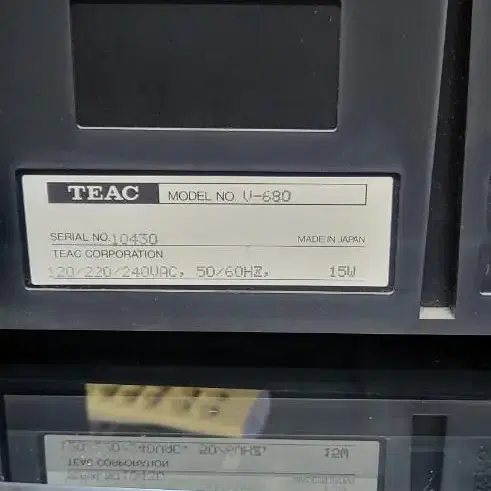 TEAC MODEL NO. V-680
SERIAL NO. 10430 MADE IN JAPAN
TEAC CORPORATION
120/220/240VAC, 50/60HZ, 15W